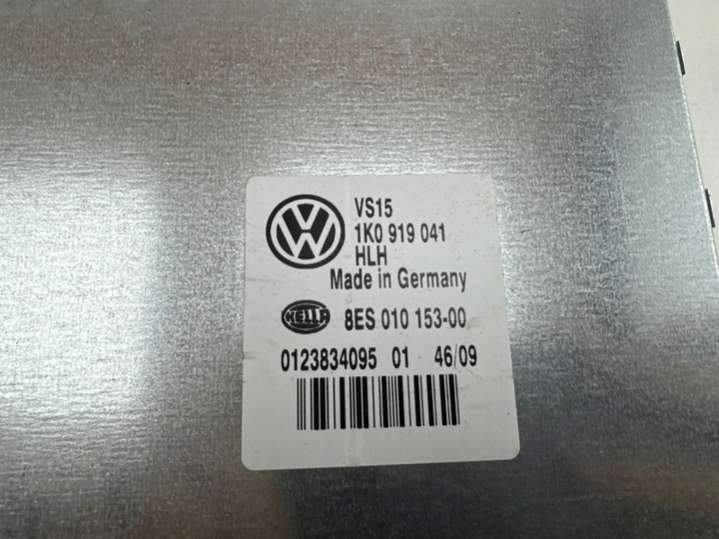 VS15
1K0 919 041
HLH
Made in Germany
HELLA 8ES 010 153-00
0123834095 01 46/09